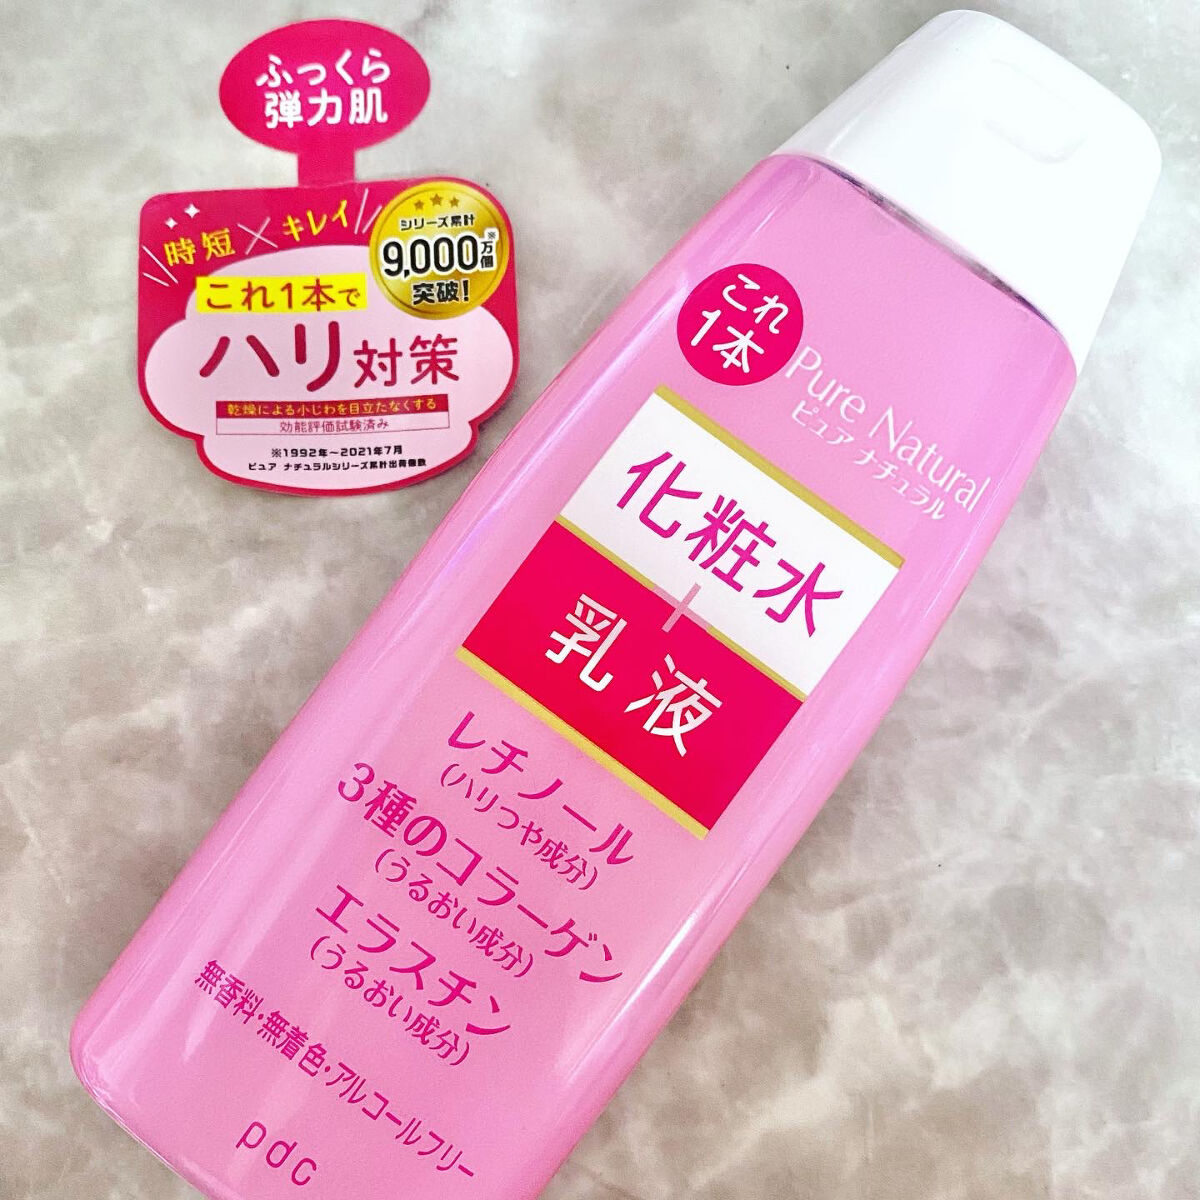 ふっくら
弾力肌
時短×キレイ
シリーズ累計
9,000万個※
突破!
これ1本で
ハリ対策
乾燥による小じわを目立たなくする
効能評価試験済み
※1992年～2021年7月
ピュア ナチュラルシリーズ累計出荷個数
これ
1本
Pure Natural
ピュア ナチュラル
化粧水
+
乳液
レチノール
(ハリつや成分)
3種のコラーゲン
(うるおい成分)
エラスチン
(うるおい成分)
無香料・無着色・アルコールフリー
pdc